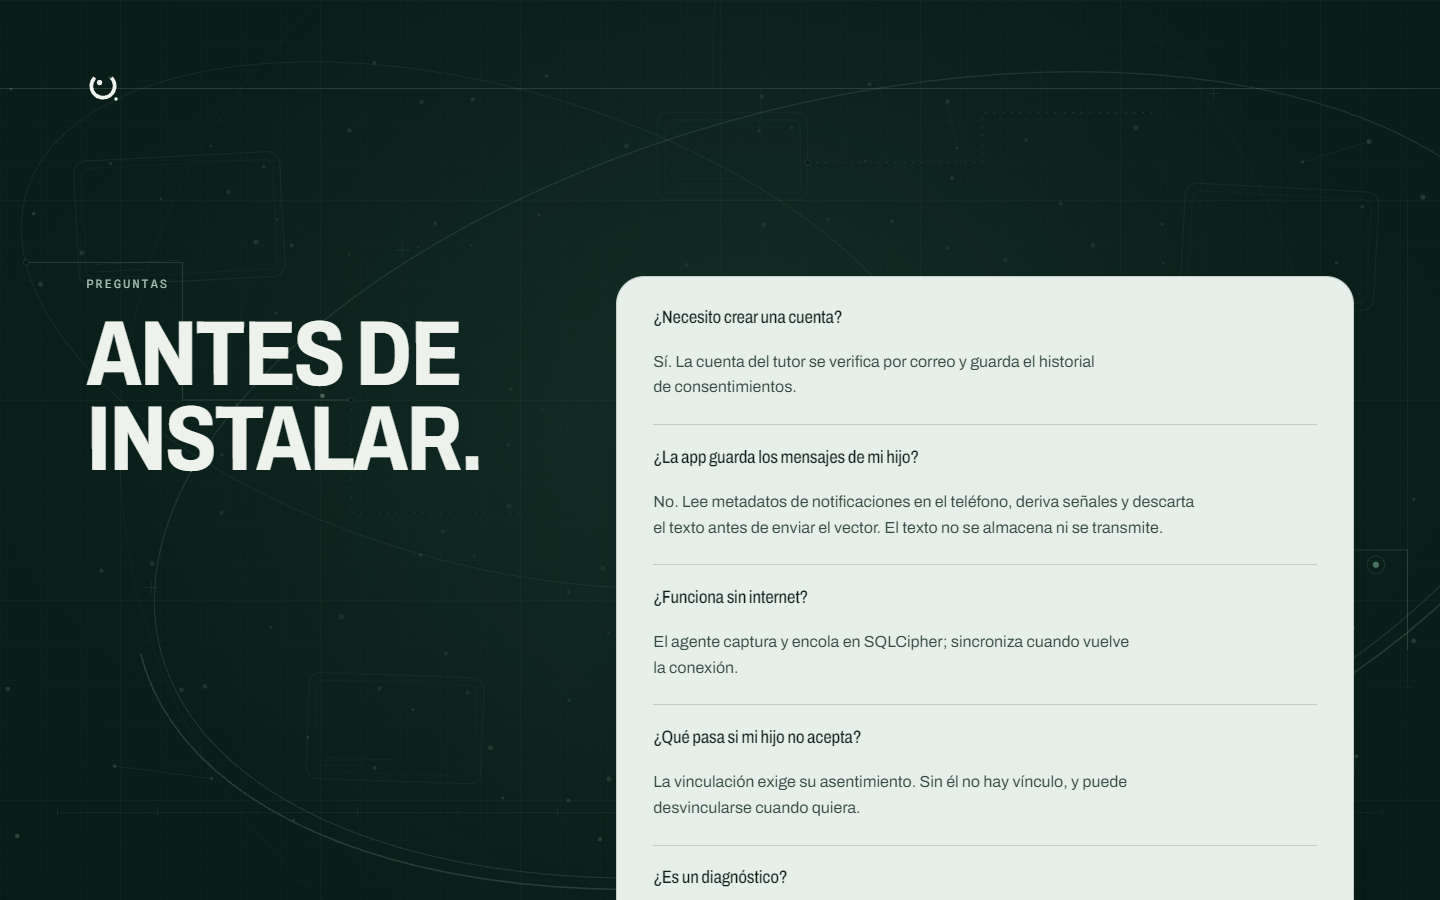 PREGUNTAS
ANTES DE
INSTALAR.
¿Necesito crear una cuenta?
Sí. La cuenta del tutor se verifica por correo y guarda el historial
de consentimientos.
¿La app guarda los mensajes de mi hijo?
No. Lee metadatos de notificaciones en el teléfono, deriva señales y descarta
el texto antes de enviar el vector. El texto no se almacena ni se transmite.
¿Funciona sin internet?
El agente captura y encola en SQLCipher; sincroniza cuando vuelve
la conexión.
¿Qué pasa si mi hijo no acepta?
La vinculación exige su asentimiento. Sin él no hay vínculo, y puede
desvincularse cuando quiera.
¿Es un diagnóstico?